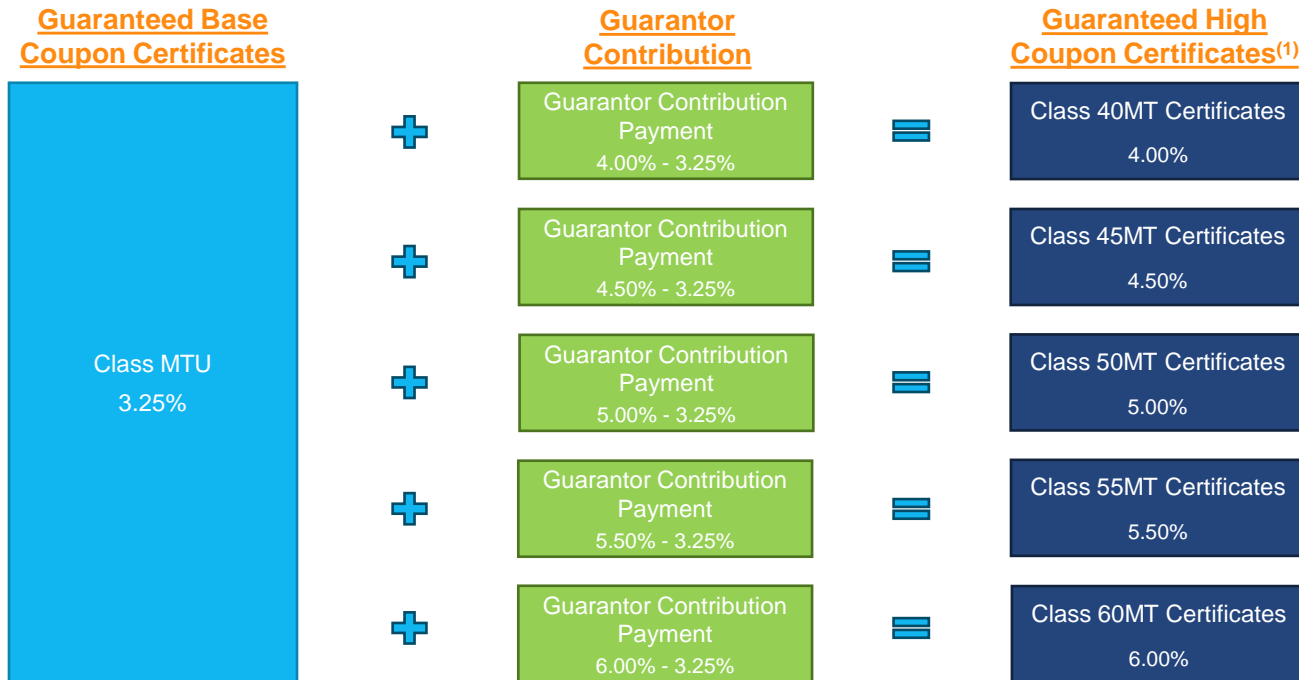 Guaranteed Base
Coupon Certificates
Guarantor
Contribution
Guaranteed High
Coupon Certificates(1)
Class MTU
3.25%
Guarantor Contribution
Payment
4.00% - 3.25%
Class 40MT Certificates
4.00%
Guarantor Contribution
Payment
4.50% - 3.25%
Class 45MT Certificates
4.50%
Guarantor Contribution
Payment
5.00% - 3.25%
Class 50MT Certificates
5.00%
Guarantor Contribution
Payment
5.50% - 3.25%
Class 55MT Certificates
5.50%
Guarantor Contribution
Payment
6.00% - 3.25%
Class 60MT Certificates
6.00%